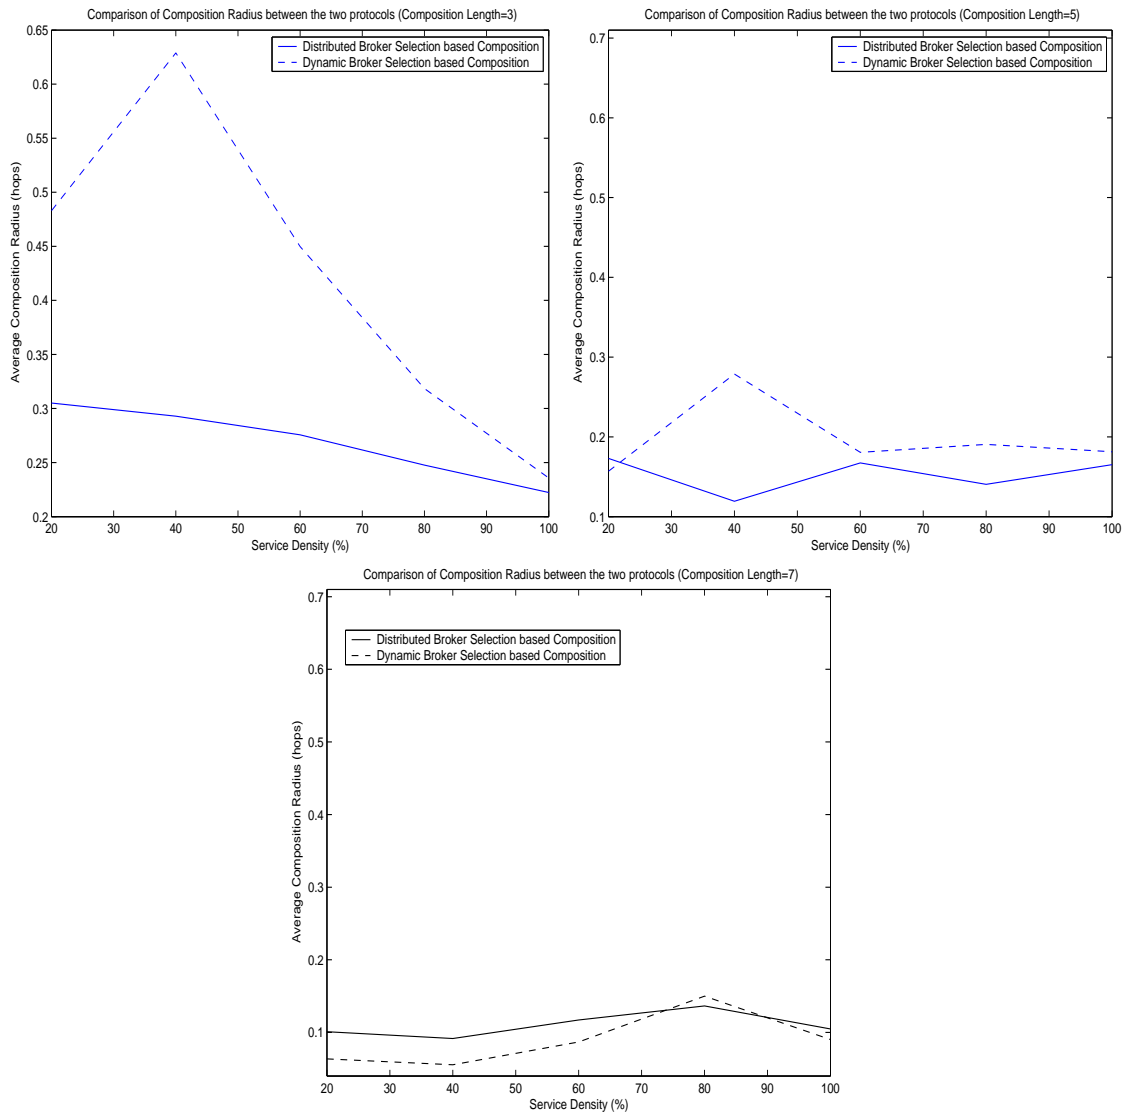 Comparison of Composition Radius between the two protocols (Composition Length=3)
Distributed Broker Selection based Composition
Dynamic Broker Selection based Composition
Average Composition Radius (hops)
0.65
0.6
0.55
0.5
0.45
0.4
0.35
0.3
0.25
0.2
20 30 40 50 60 70 80 90 100
Service Density (%)
Comparison of Composition Radius between the two protocols (Composition Length=5)
Distributed Broker Selection based Composition
Dynamic Broker Selection based Composition
Average Composition Radius (hops)
0.7
0.6
0.5
0.4
0.3
0.2
0.1
20 30 40 50 60 70 80 90 100
Service Density (%)
Comparison of Composition Radius between the two protocols (Composition Length=7)
Distributed Broker Selection based Composition
Dynamic Broker Selection based Composition
Average Composition Radius (hops)
0.7
0.6
0.5
0.4
0.3
0.2
0.1
20 30 40 50 60 70 80 90 100
Service Density (%)